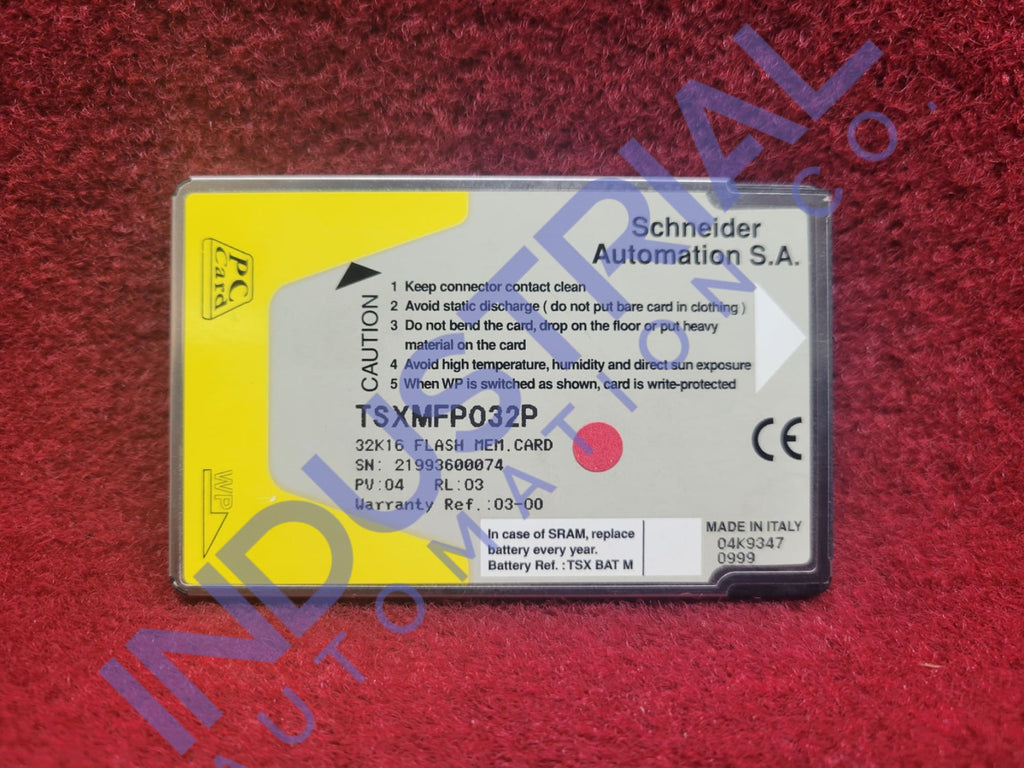 Schneider
Automation S.A.
PC
Card
CAUTION
1 Keep connector contact clean
2 Avoid static discharge ( do not put bare card in clothing )
3 Do not bend the card, drop on the floor or put heavy
material on the card
4 Avoid high temperature, humidity and direct sun exposure
5 When WP is switched as shown, card is write-protected
TSXMFP032P
32K16 FLASH MEM.CARD
SN: 21993600074
PV:04 RL:03
Warranty Ref.:03-00
WP
In case of SRAM, replace
battery every year.
Battery Ref. : TSX BAT M
CE
MADE IN ITALY
04K9347
0999
INDUSTRIAL
AUTOMATION CO.